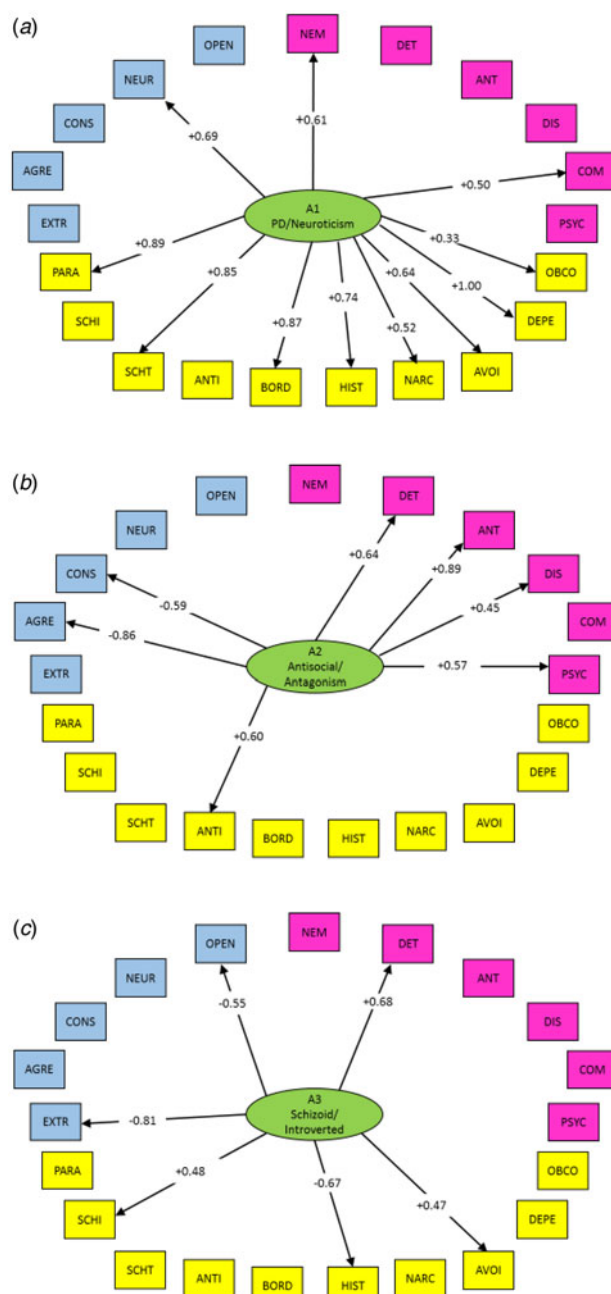 (a)
OPEN
NEM
DET
NEUR
ANT
CONS
DIS
+0.61
+0.69
AGRE
COM
+0.50
A1
PD/Neuroticism
EXTR
PSYC
+0.33
PARA
+0.89
OBCO
+0.85
+0.64
+1.00
SCHI
+0.74
DEPE
+0.87
+0.52
SCHT
ANTI
BORD
HIST
NARC
AVOI
(b)
OPEN
NEM
DET
NEUR
ANT
+0.64
+0.89
CONS
DIS
-0.59
+0.45
AGRE
-0.86
COM
A2
Antisocial/
Antagonism
+0.57
EXTR
PSYC
PARA
OBCO
+0.60
SCHI
DEPE
SCHT
ANTI
BORD
HIST
NARC
AVOI
(c)
OPEN
NEM
DET
NEUR
ANT
-0.55
+0.68
CONS
DIS
AGRE
COM
A3
Schizoid/
Introverted
EXTR
-0.81
PSYC
PARA
+0.48
-0.67
+0.47
OBCO
SCHI
DEPE
SCHT
ANTI
BORD
HIST
NARC
AVOI